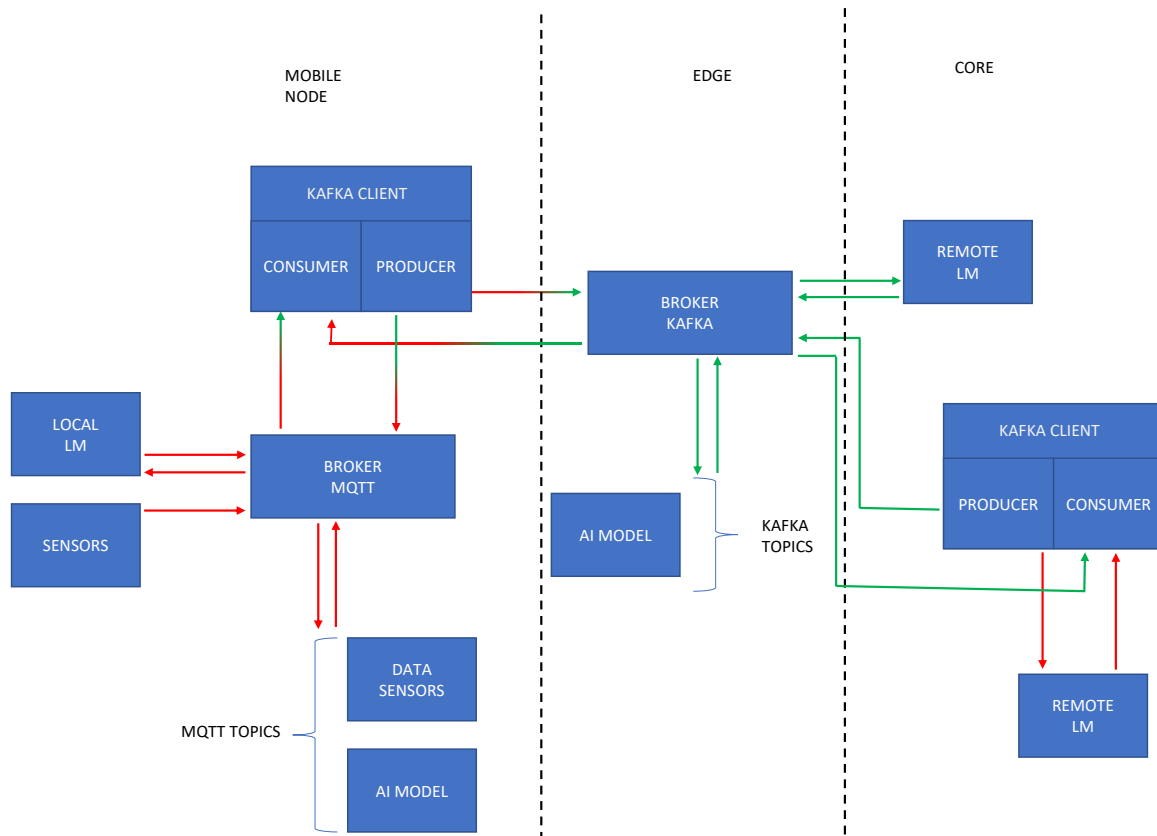 MOBILE
NODE
EDGE
CORE
KAFKA CLIENT
CONSUMER
PRODUCER
BROKER
KAFKA
REMOTE
LM
LOCAL
LM
BROKER
MQTT
SENSORS
AI MODEL
KAFKA
TOPICS
KAFKA CLIENT
PRODUCER
CONSUMER
DATA
SENSORS
MQTT TOPICS
AI MODEL
REMOTE
LM